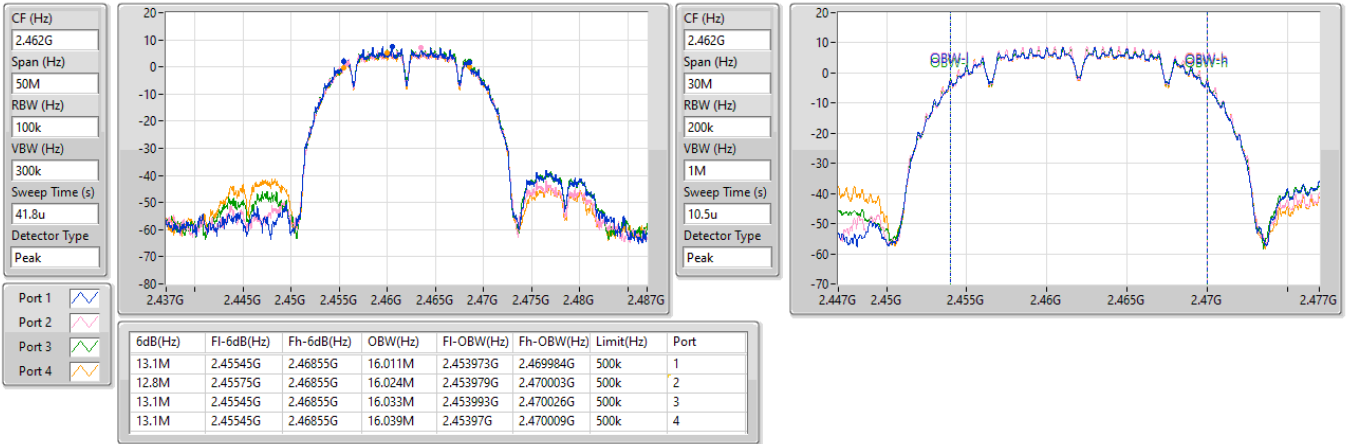 CF (Hz)
2.462G
Span (Hz)
50M
RBW (Hz)
100k
VBW (Hz)
300k
Sweep Time (s)
41.8u
Detector Type
Peak
20
10
0
-10
-20
-30
-40
-50
-60
-70
-80
2.437G 2.445G 2.45G 2.455G 2.46G 2.465G 2.47G 2.475G 2.48G 2.487G
CF (Hz)
2.462G
Span (Hz)
30M
RBW (Hz)
200k
VBW (Hz)
1M
Sweep Time (s)
10.5u
Detector Type
Peak
20
10
0
-10
-20
-30
-40
-50
-60
-70
OBW-l OBW-h
2.447G 2.45G 2.455G 2.46G 2.465G 2.47G 2.477G
Port 1
Port 2
Port 3
Port 4
6dB(Hz) Fl-6dB(Hz) Fh-6dB(Hz) OBW(Hz) Fl-OBW(Hz) Fh-OBW(Hz) Limit(Hz) Port
13.1M 2.45545G 2.46855G 16.011M 2.453973G 2.469984G 500k 1
12.8M 2.45575G 2.46855G 16.024M 2.453979G 2.470003G 500k 2
13.1M 2.45545G 2.46855G 16.033M 2.453993G 2.470026G 500k 3
13.1M 2.45545G 2.46855G 16.039M 2.45397G 2.470009G 500k 4